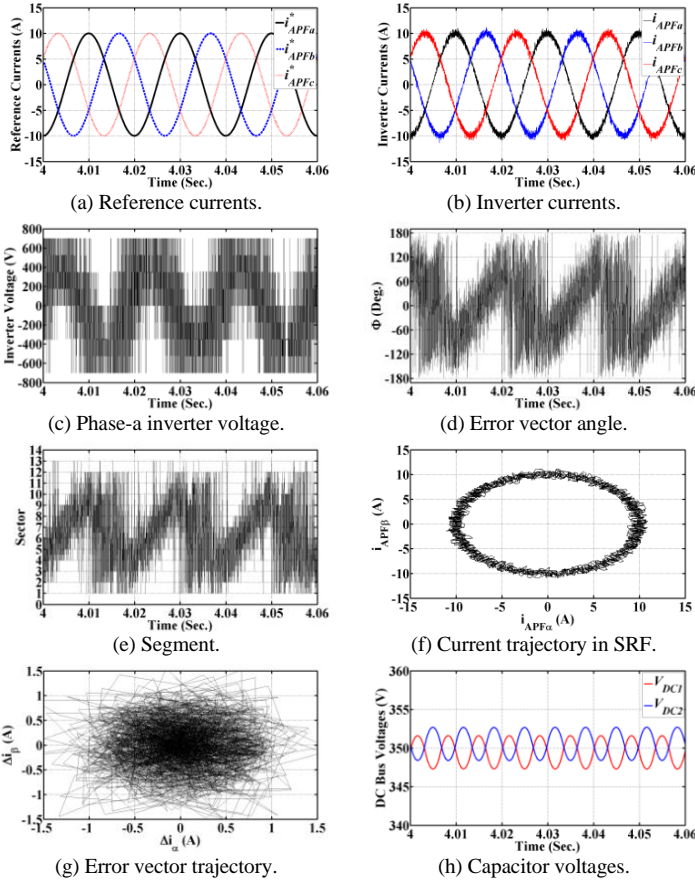 Reference Currents (A)
15
10
5
0
-5
-10
-15
4 4.01 4.02 4.03 4.04 4.05 4.06
Time (Sec.)
i*APFa
i*APFb
i*APFc
(a) Reference currents.
Inverter Currents (A)
15
10
5
0
-5
-10
-15
4 4.01 4.02 4.03 4.04 4.05 4.06
Time (Sec.)
iAPFa
iAPFb
iAPFc
(b) Inverter currents.
Inverter Voltage (V)
800
600
400
200
0
-200
-400
-600
-800
4 4.01 4.02 4.03 4.04 4.05 4.06
Time (Sec.)
(c) Phase-a inverter voltage.
Φ (Deg.)
180
120
60
0
-60
-120
-180
4 4.01 4.02 4.03 4.04 4.05 4.06
Time (Sec.)
(d) Error vector angle.
Sector
14
13
12
11
10
9
8
7
6
5
4
3
2
1
0
4 4.01 4.02 4.03 4.04 4.05 4.06
Time (Sec.)
(e) Segment.
iAPFβ (A)
15
10
5
0
-5
-10
-15
-15 -10 -5 0 5 10 15
iAPFα (A)
(f) Current trajectory in SRF.
Δiβ (A)
1.5
1
0.5
0
-0.5
-1
-1.5
-1.5 -1 -0.5 0 0.5 1 1.5
Δiα (A)
(g) Error vector trajectory.
DC Bus Voltages (V)
360
355
350
345
340
4 4.01 4.02 4.03 4.04 4.05 4.06
Time (Sec.)
VDC1
VDC2
(h) Capacitor voltages.